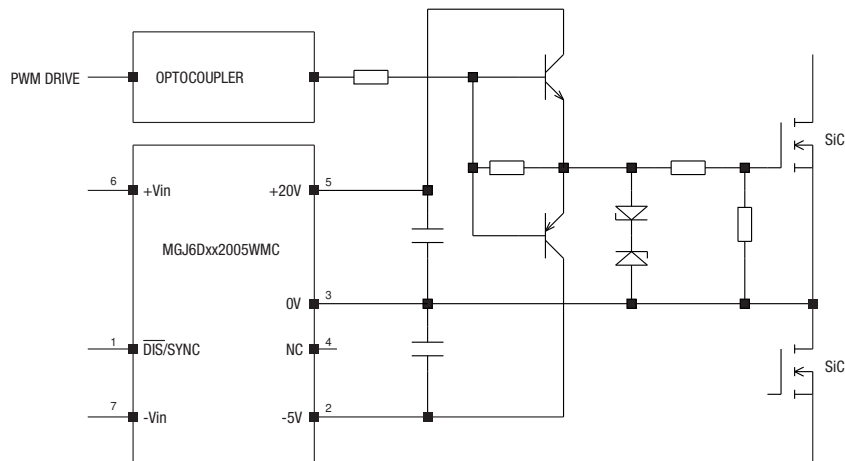 PWM DRIVE
OPTOCOUPLER
SiC
6
+Vin
+20V
5
MGJ6Dxx2005WMC
0V
3
1
DIS/SYNC
NC
4
SiC
7
-Vin
-5V
2